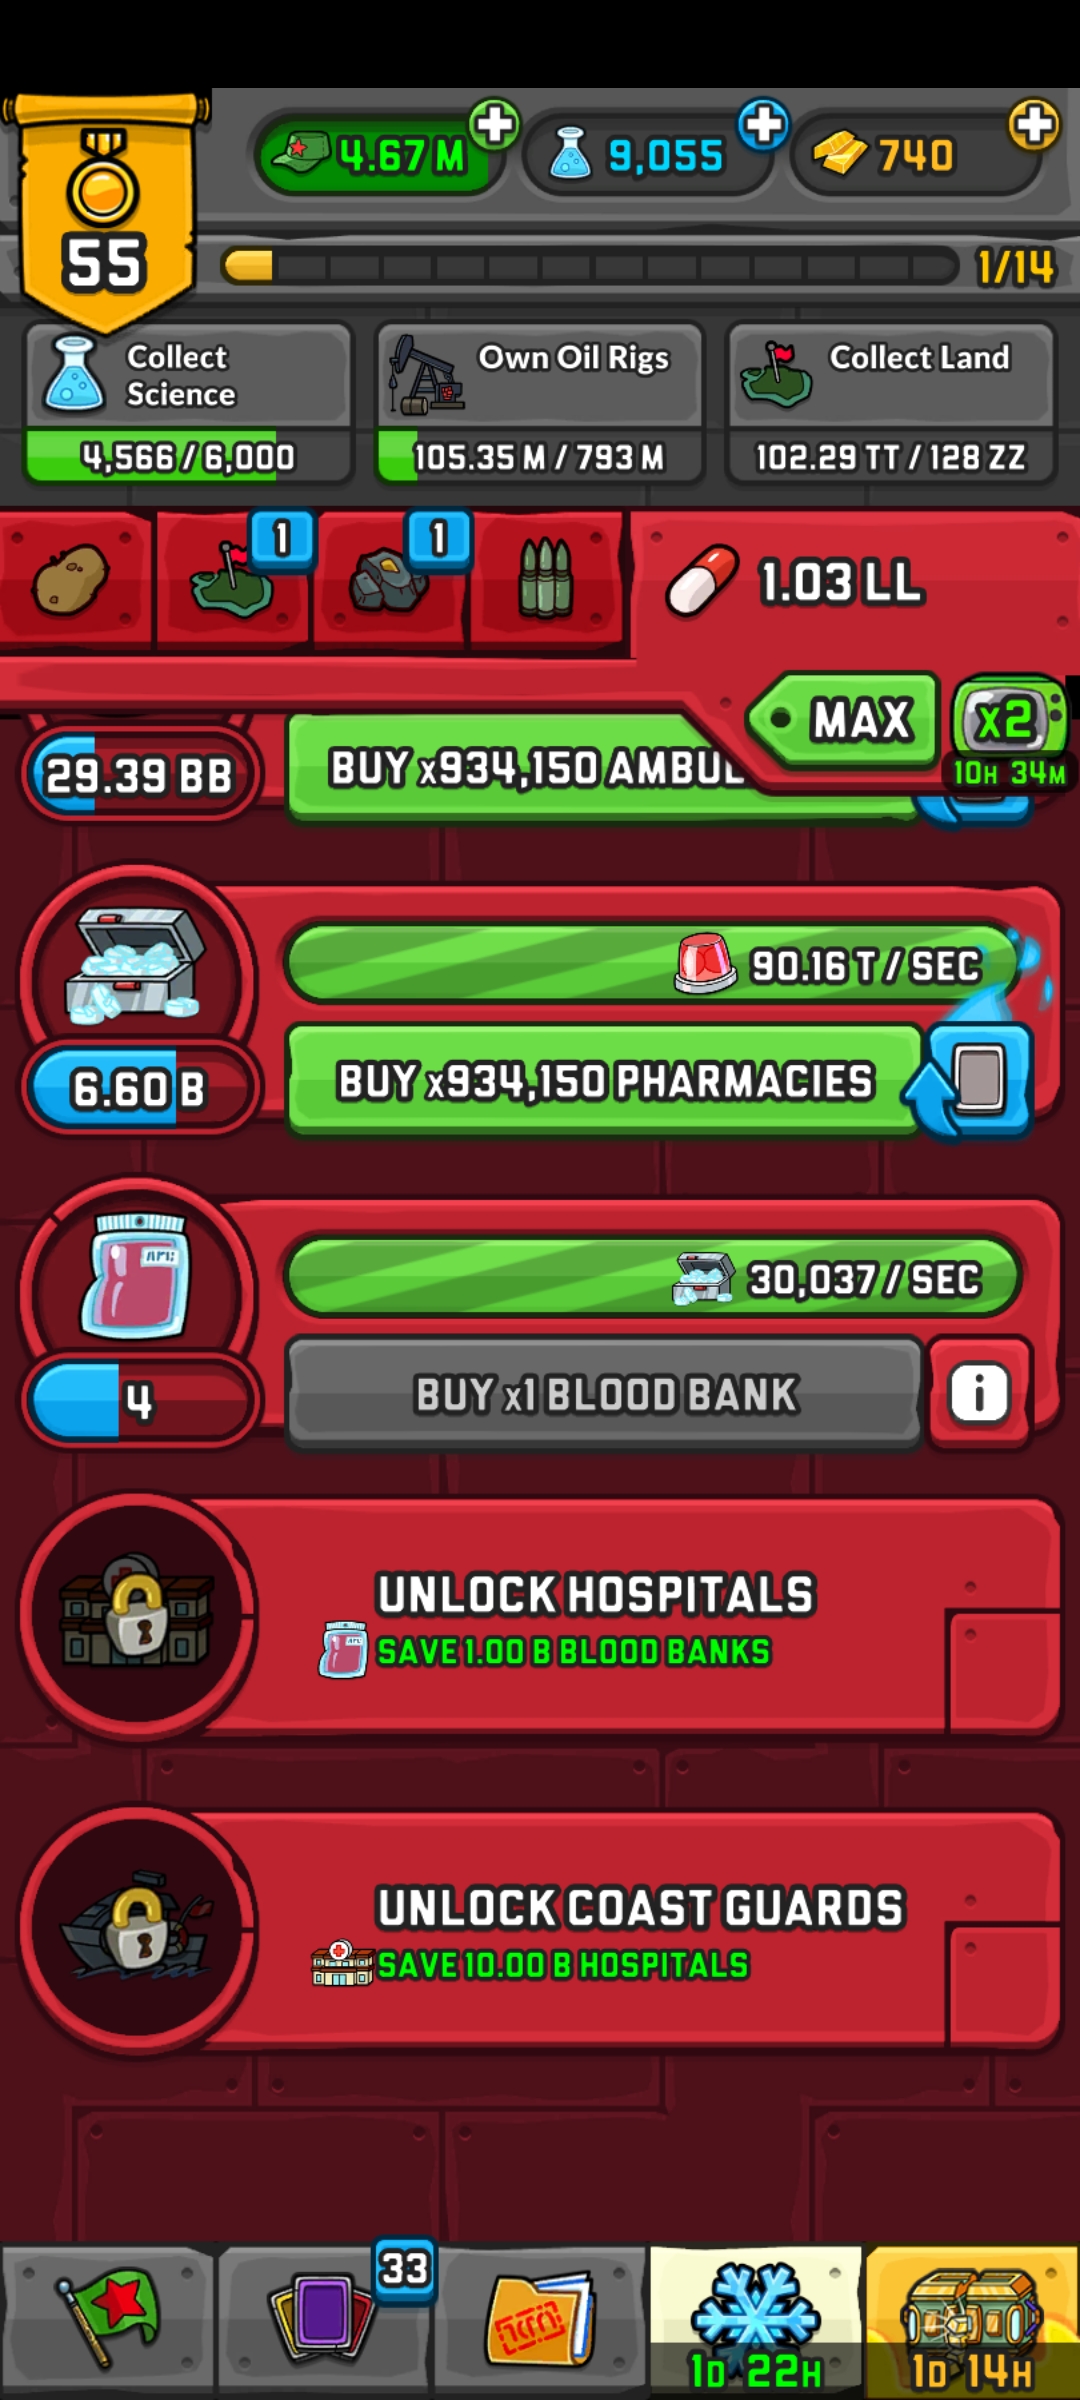 4.67 M
9,055
740
55
1/14
Collect
Science
4,566 / 6,000
Own Oil Rigs
105.35 M / 793 M
Collect Land
102.29 TT / 128 ZZ
1
1
1.03 LL
MAX
x2
10H 34M
29.39 BB
BUY x934,150 AMBUL
90.16 T / SEC
6.60 B
BUY x934,150 PHARMACIES
30,037 / SEC
4
BUY x1 BLOOD BANK
i
UNLOCK HOSPITALS
SAVE 1.00 B BLOOD BANKS
UNLOCK COAST GUARDS
SAVE 10.00 B HOSPITALS
33
1D 22H
1D 14H